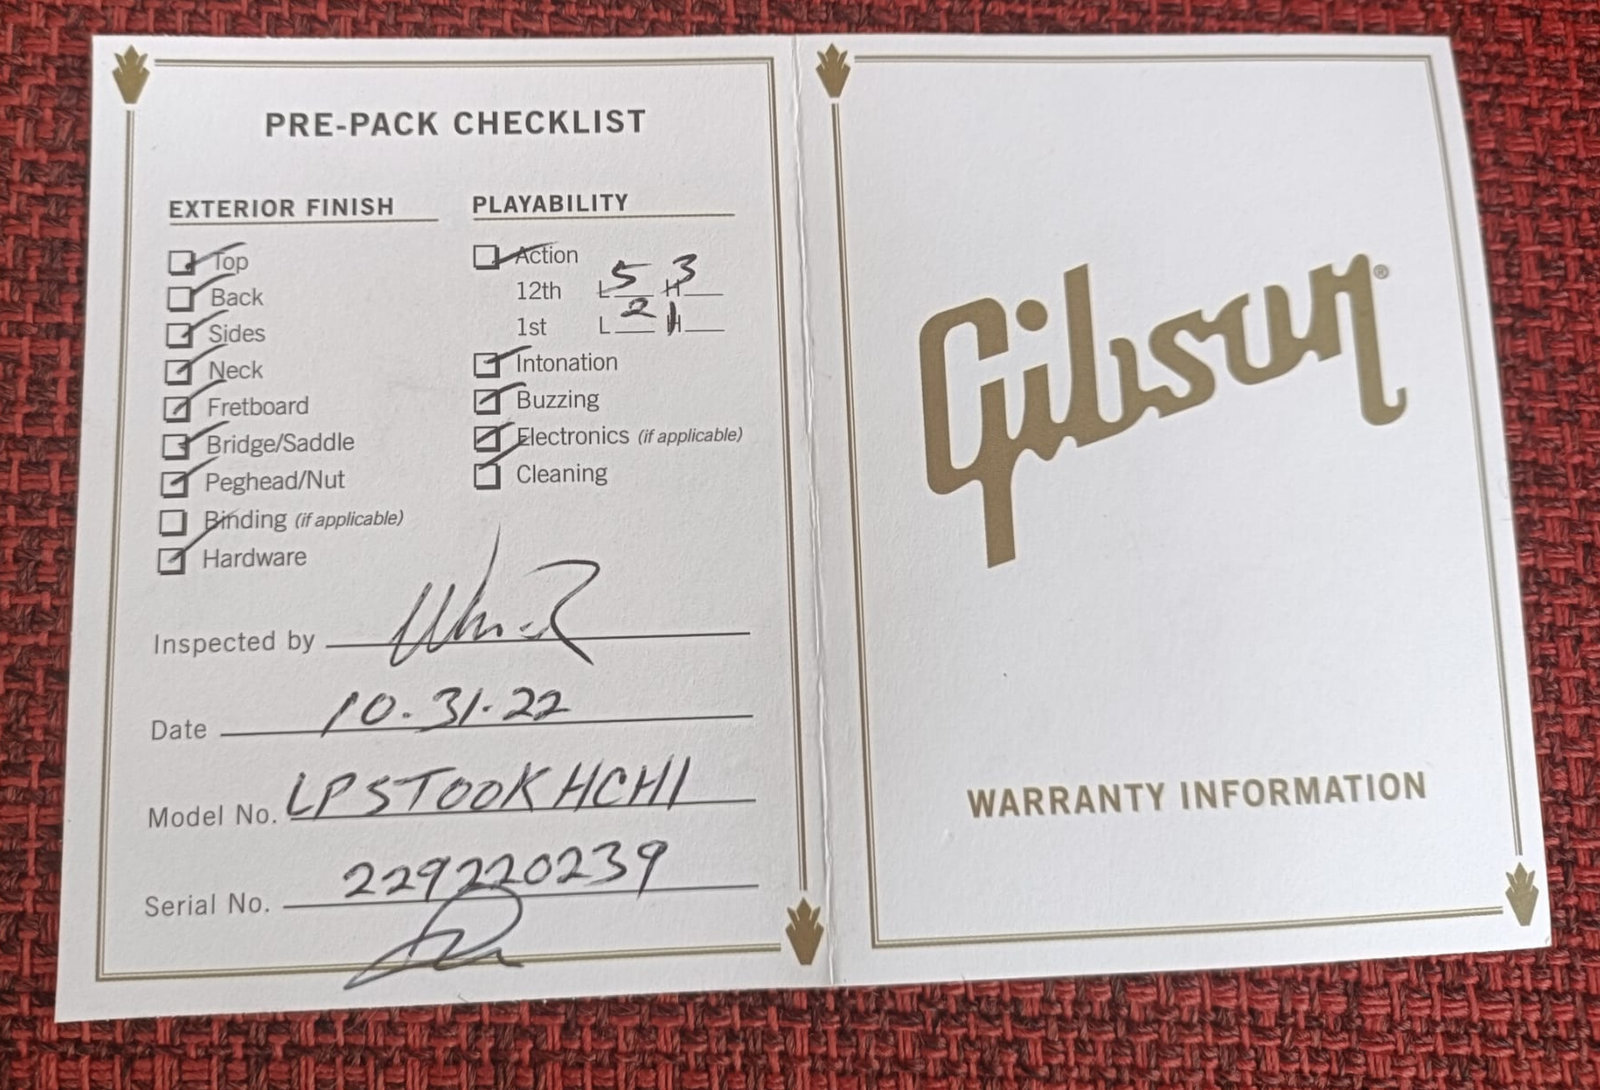 PRE-PACK CHECKLIST
EXTERIOR FINISH
Top
Back
Sides
Neck
Fretboard
Bridge/Saddle
Peghead/Nut
Binding (if applicable)
Hardware
PLAYABILITY
Action
12th L 5 H 3
1st L 2 H 1
Intonation
Buzzing
Electronics (if applicable)
Cleaning
Inspected by
Date 10.31.22
Model No. LPST00KHCH1
Serial No. 229220239
Gibson®
WARRANTY INFORMATION